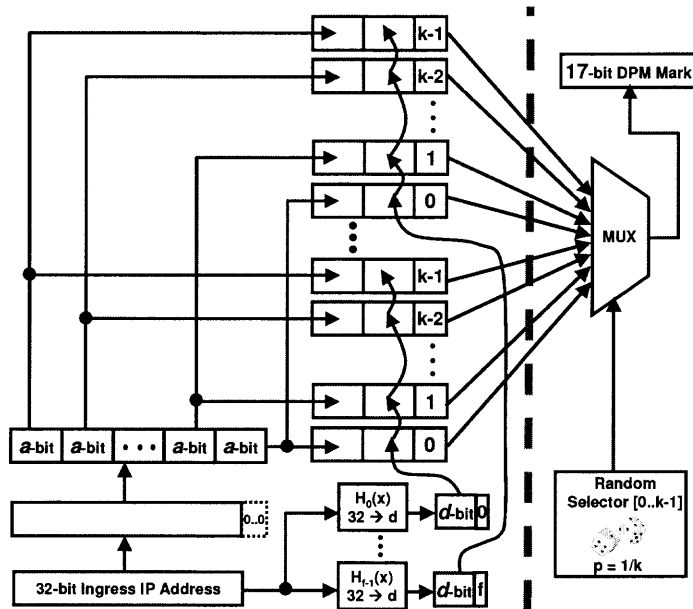 k-1
k-2
17-bit DPM Mark
1
0
MUX
k-1
k-2
1
0
a-bit a-bit • • • a-bit a-bit
Random
Selector [0..k-1]
p = 1/k
H0(x)
32 → d
d-bit 0
0..0
32-bit Ingress IP Address
Hf-1(x)
32 → d
d-bit f